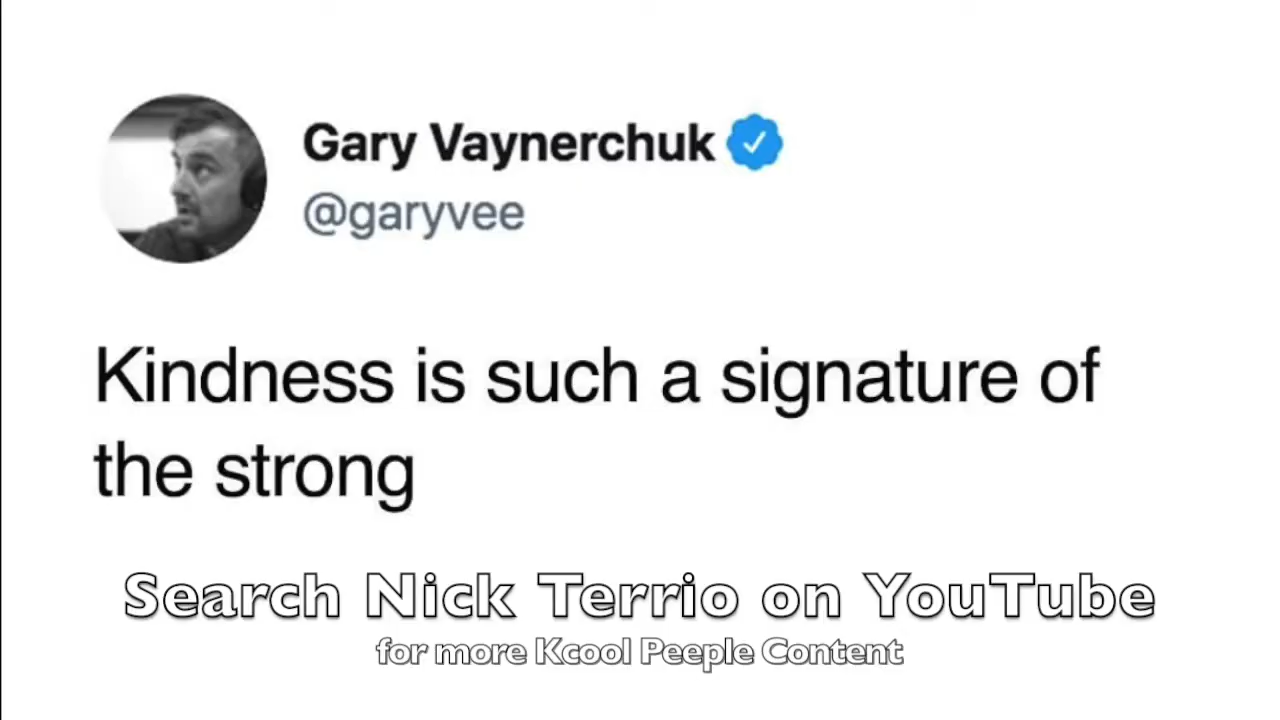 Gary Vaynerchuk
@garyvee
Kindness is such a signature of
the strong
Search Nick Terrio on YouTube
for more Kcool Peeple Content